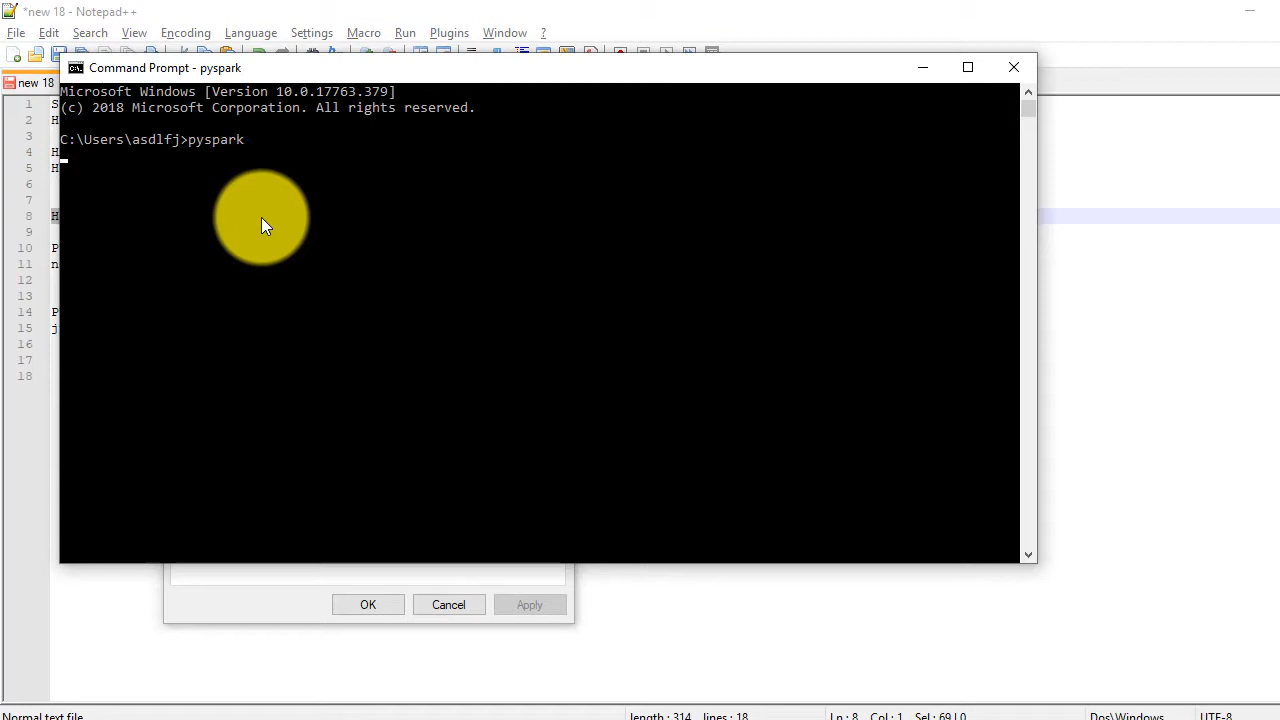 *new 18 - Notepad++
File Edit Search View Encoding Language Settings Macro Run Plugins Window ?
new 18
Command Prompt - pyspark
Microsoft Windows [Version 10.0.17763.379]
(c) 2018 Microsoft Corporation. All rights reserved.
C:\Users\asdlfj>pyspark
1 S
2 H
3
4 H
5 H
6
7
8 H
9
10 P
11 n
12
13
14 P
15 j
16
17
18
OK Cancel Apply
Normal text file length : 314 lines : 18 Ln : 8 Col : 1 Sel : 69 | 0 Dos\Windows UTF-8